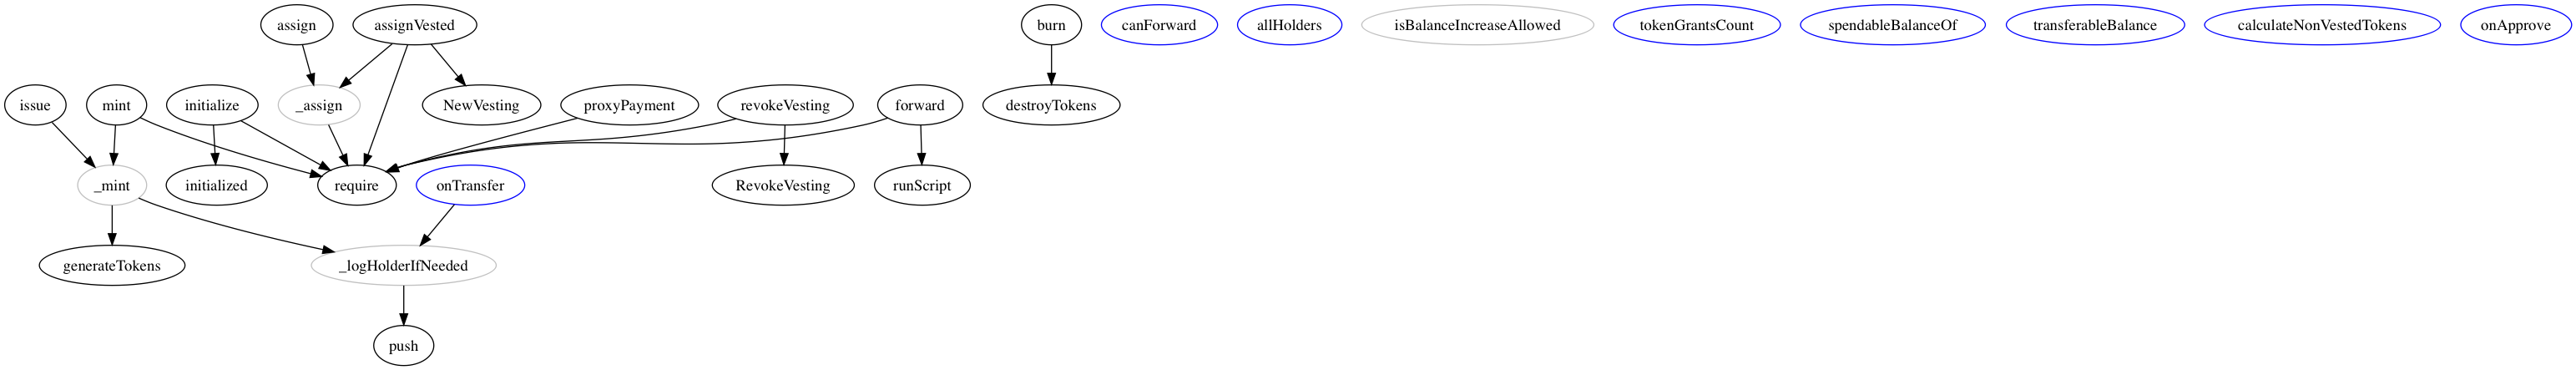 assign
assignVested
burn
canForward
allHolders
isBalanceIncreaseAllowed
tokenGrantsCount
spendableBalanceOf
transferableBalance
calculateNonVestedTokens
onApprove
issue
mint
initialize
_assign
NewVesting
proxyPayment
revokeVesting
forward
destroyTokens
_mint
initialized
require
onTransfer
RevokeVesting
runScript
generateTokens
_logHolderIfNeeded
push